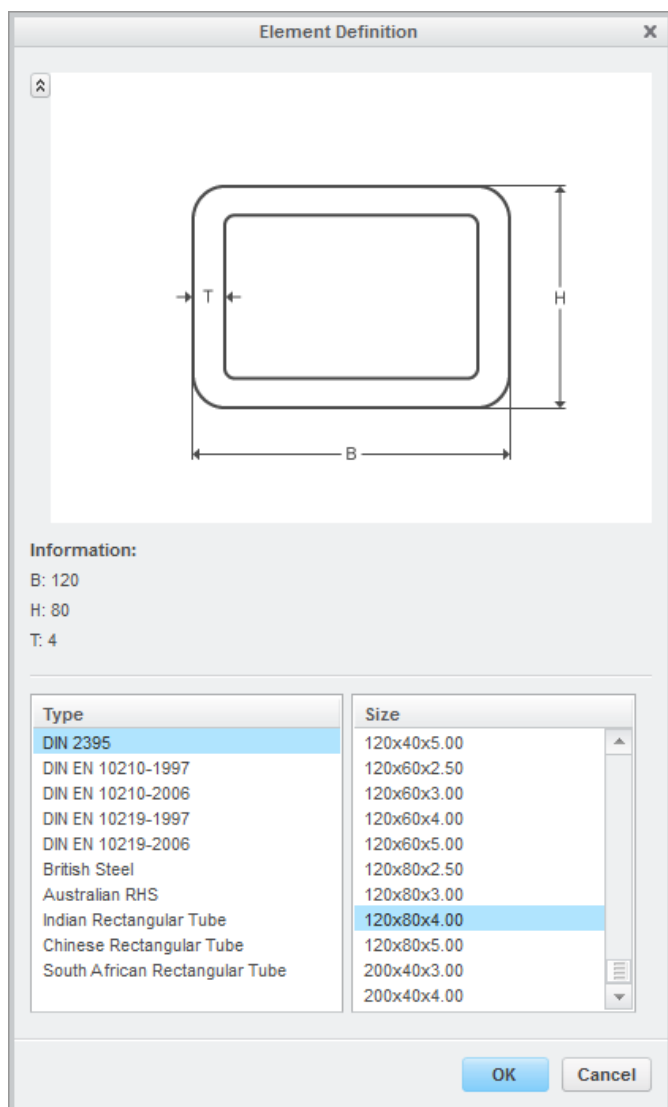 Element Definition
T
H
B
Information:
B: 120
H: 80
T: 4
Type
DIN 2395
DIN EN 10210-1997
DIN EN 10210-2006
DIN EN 10219-1997
DIN EN 10219-2006
British Steel
Australian RHS
Indian Rectangular Tube
Chinese Rectangular Tube
South African Rectangular Tube
Size
120x40x5.00
120x60x2.50
120x60x3.00
120x60x4.00
120x60x5.00
120x80x2.50
120x80x3.00
120x80x4.00
120x80x5.00
200x40x3.00
200x40x4.00
OK
Cancel